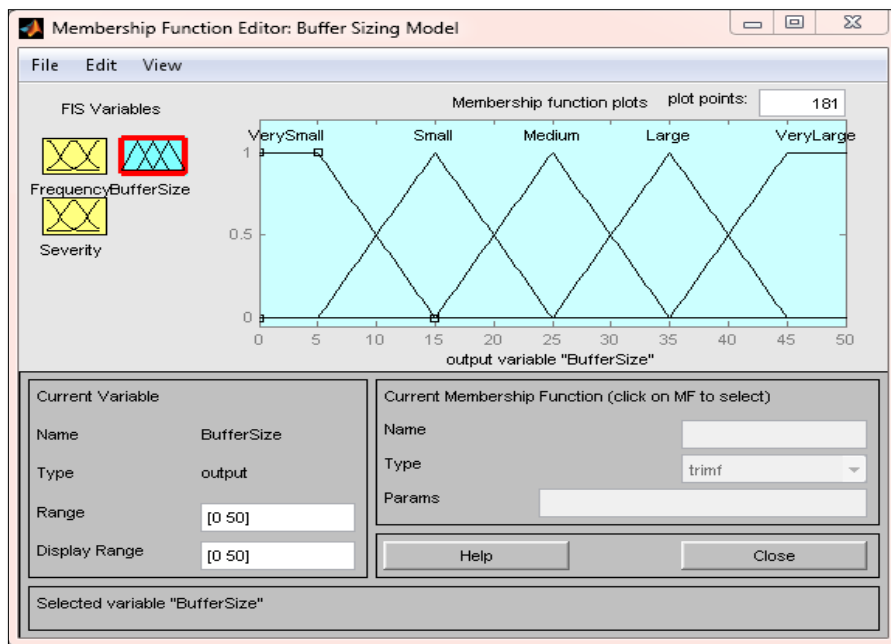 Membership Function Editor: Buffer Sizing Model
File Edit View
FIS Variables
Membership function plots plot points: 181
Frequency BufferSize
Severity
VerySmall Small Medium Large VeryLarge
1
0.5
0
0 5 10 15 20 25 30 35 40 45 50
output variable "BufferSize"
Current Variable
Name BufferSize
Type output
Range [0 50]
Display Range [0 50]
Current Membership Function (click on MF to select)
Name
Type trimf
Params
Help Close
Selected variable "BufferSize"